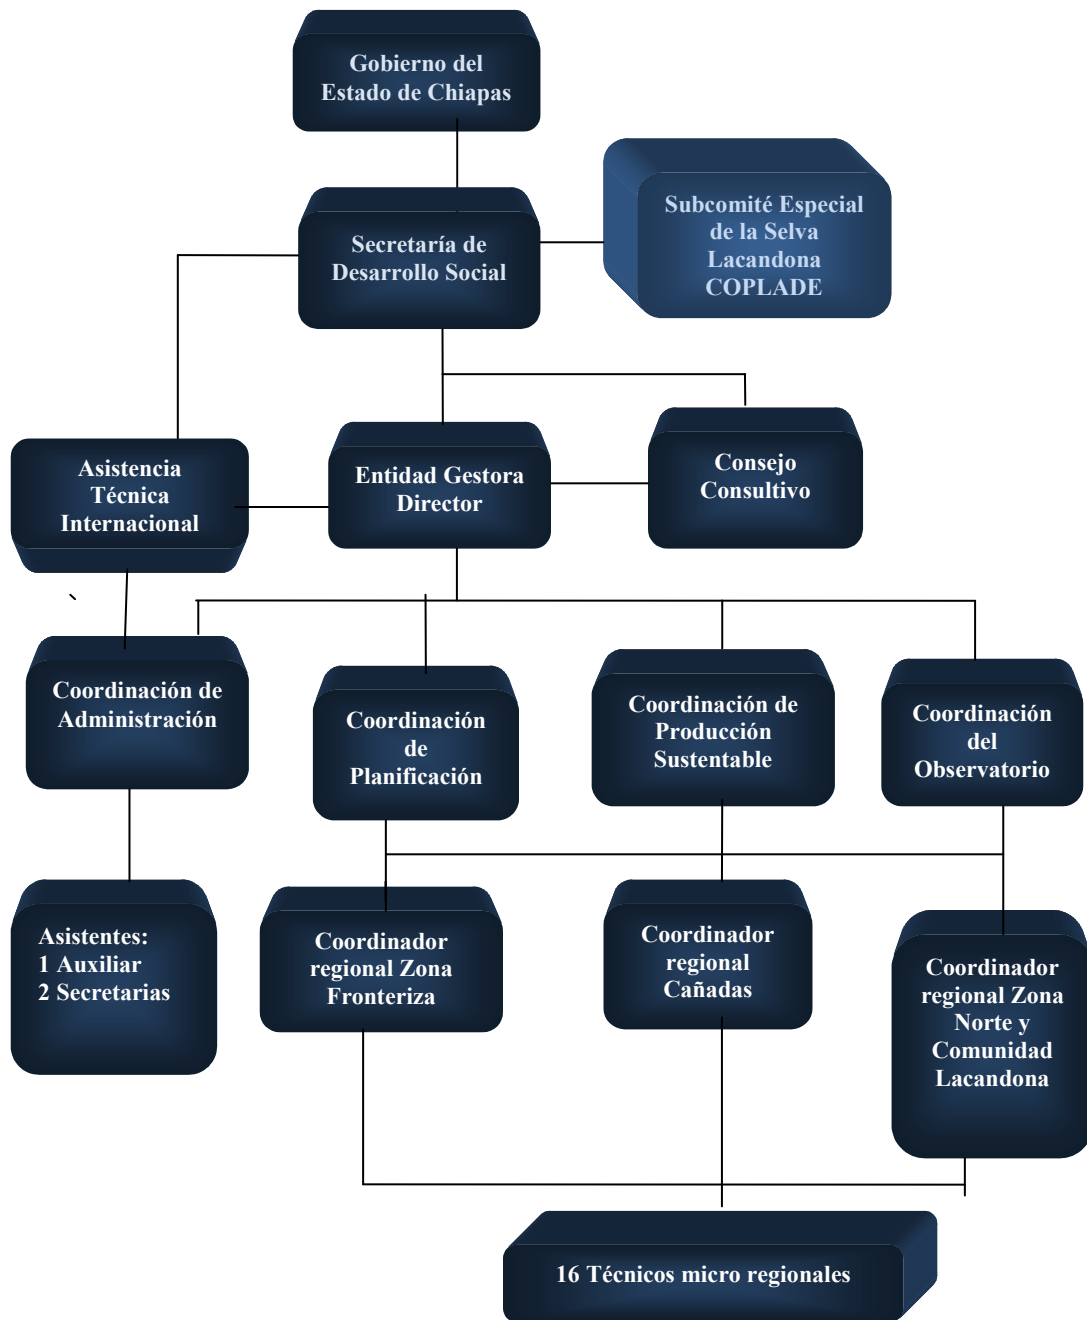 Gobierno del
Estado de Chiapas
Subcomité Especial
de la Selva
Lacandona
COPLADE
Secretaría de
Desarrollo Social
Asistencia
Técnica
Internacional
Entidad Gestora
Director
Consejo
Consultivo
Coordinación de
Administración
Coordinación
de
Planificación
Coordinación de
Producción
Sustentable
Coordinación
del
Observatorio
Asistentes:
1 Auxiliar
2 Secretarias
Coordinador
regional Zona
Fronteriza
Coordinador
regional
Cañadas
Coordinador
regional Zona
Norte y
Comunidad
Lacandona
16 Técnicos micro regionales